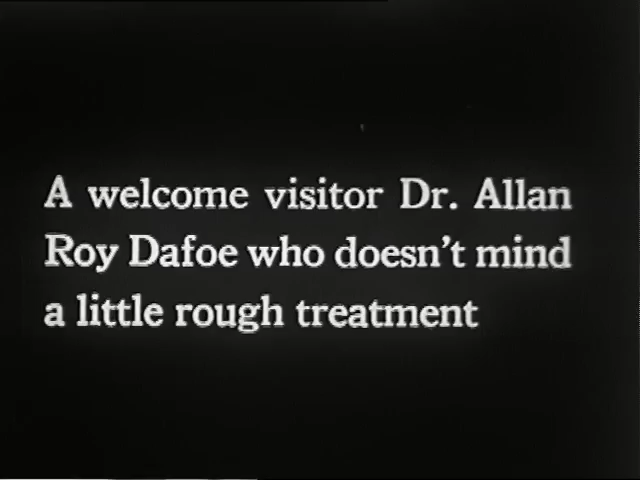 A welcome visitor Dr. Allan
Roy Dafoe who doesn't mind
a little rough treatment